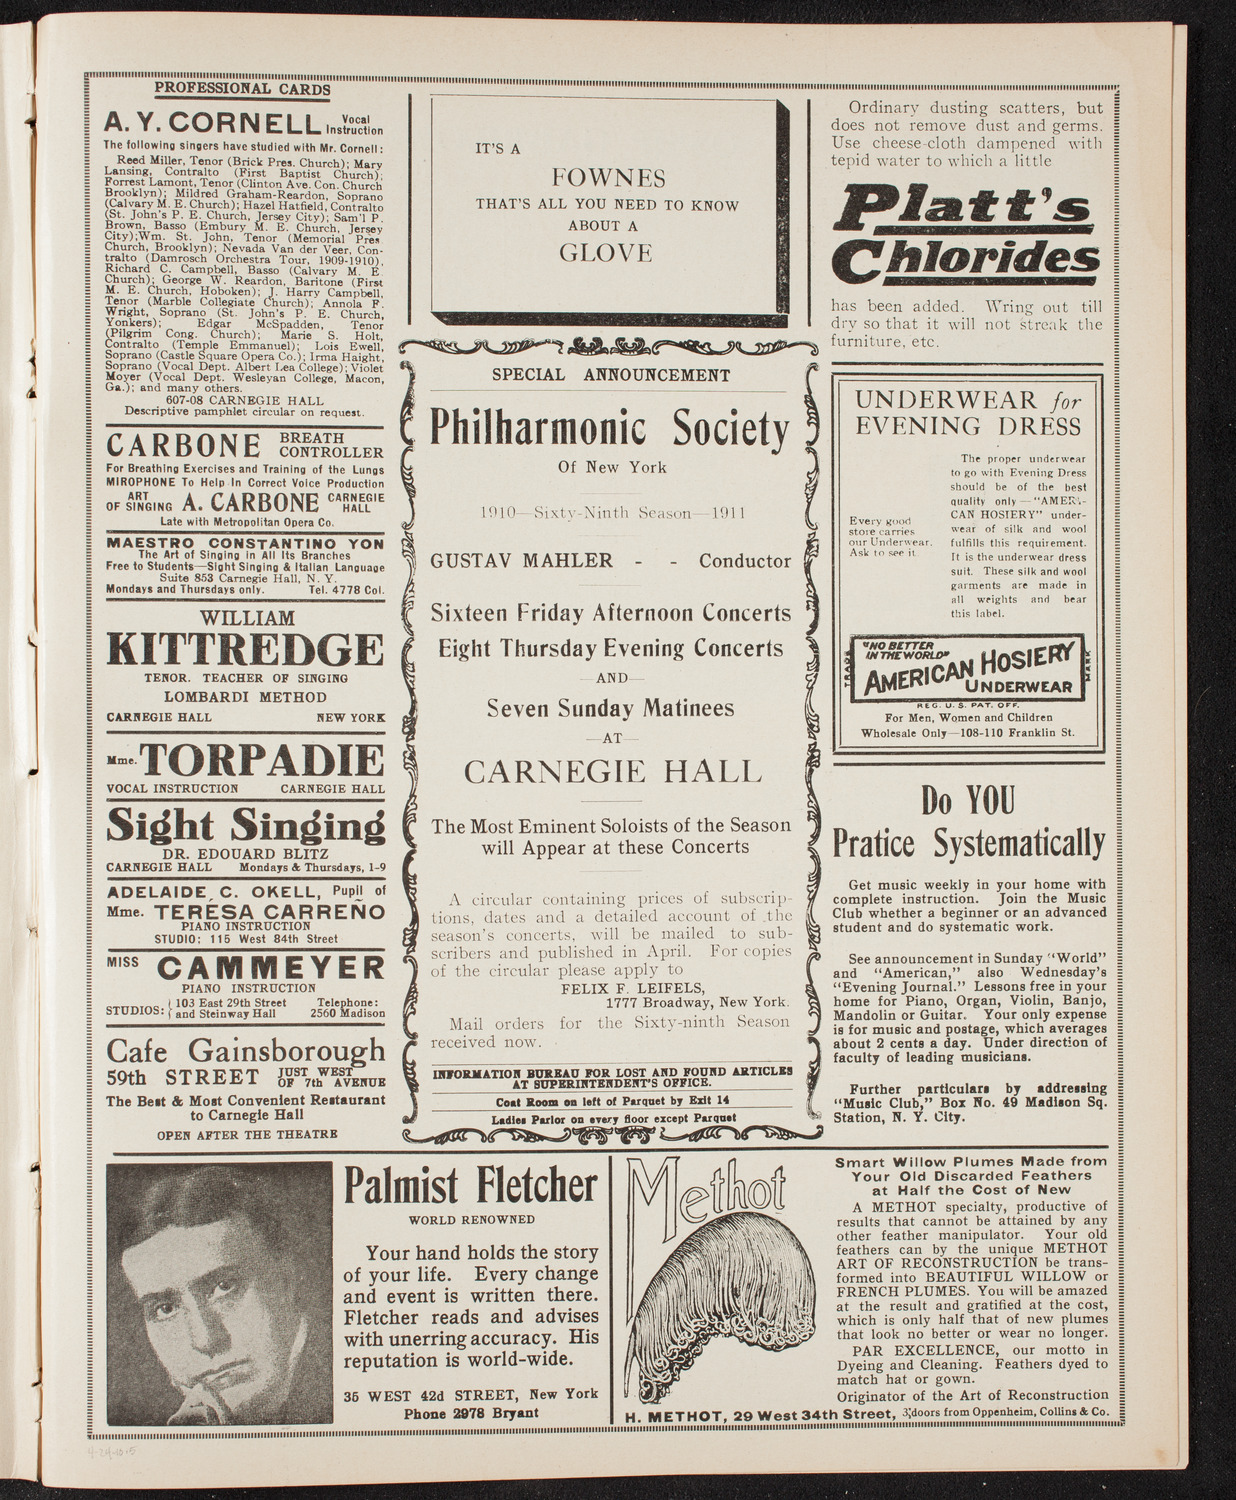 PROFESSIONAL CARDS
A. Y. CORNELL Vocal Instruction
The following singers have studied with Mr. Cornell:
Reed Miller, Tenor (Brick Pres. Church); Mary
Lansing, Contralto (First Baptist Church);
Forrest Lamont, Tenor (Clinton Ave. Con. Church
Brooklyn); Mildred Graham-Reardon, Soprano
(Calvary M. E. Church); Hazel Hatfield, Contralto
(St. John's P. E. Church, Jersey City); Sam'l P.
Brown, Basso (Embury M. E. Church, Jersey
City);Wm. St. John, Tenor (Memorial Pres
Church, Brooklyn); Nevada Van der Veer, Con-
tralto (Damrosch Orchestra Tour, 1909-1910),
Richard C. Campbell, Basso (Calvary M. E.
Church); George W. Reardon, Baritone (First
M. E. Church, Hoboken); J. Harry Campbell,
Tenor (Marble Collegiate Church); Annola F.
Wright, Soprano (St. John's P. E. Church,
Yonkers); Edgar McSpadden, Tenor
(Pilgrim Cong. Church); Marie S. Holt,
Contralto (Temple Emmanuel); Lois Ewell,
Soprano (Castle Square Opera Co.); Irma Haight,
Soprano (Vocal Dept. Albert Lea College); Violet
Moyer (Vocal Dept. Wesleyan College, Macon,
Ga.); and many others.
607-08 CARNEGIE HALL
Descriptive pamphlet circular on request.
CARBONE BREATH CONTROLLER
For Breathing Exercises and Training of the Lungs
MIROPHONE To Help In Correct Voice Production
ART OF SINGING A. CARBONE CARNEGIE HALL
Late with Metropolitan Opera Co.
MAESTRO CONSTANTINO YON
The Art of Singing in All Its Branches
Free to Students—Sight Singing & Italian Language
Suite 853 Carnegie Hall, N. Y.
Mondays and Thursdays only. Tel. 4778 Col.
WILLIAM
KITTREDGE
TENOR. TEACHER OF SINGING
LOMBARDI METHOD
CARNEGIE HALL NEW YORK
Mme. TORPADIE
VOCAL INSTRUCTION CARNEGIE HALL
Sight Singing
DR. EDOUARD BLITZ
CARNEGIE HALL Mondays & Thursdays, 1-9
ADELAIDE C. OKELL, Pupil of
Mme. TERESA CARREÑO
PIANO INSTRUCTION
STUDIO: 115 West 84th Street
MISS CAMMEYER
PIANO INSTRUCTION
STUDIOS: { 103 East 29th Street Telephone:
and Steinway Hall 2560 Madison
Cafe Gainsborough
59th STREET JUST WEST OF 7th AVENUE
The Best & Most Convenient Restaurant
to Carnegie Hall
OPEN AFTER THE THEATRE
IT'S A
FOWNES
THAT'S ALL YOU NEED TO KNOW
ABOUT A
GLOVE
SPECIAL ANNOUNCEMENT
Philharmonic Society
Of New York
1910—Sixty-Ninth Season—1911
GUSTAV MAHLER - - Conductor
Sixteen Friday Afternoon Concerts
Eight Thursday Evening Concerts
—AND—
Seven Sunday Matinees
—AT—
CARNEGIE HALL
The Most Eminent Soloists of the Season
will Appear at these Concerts
A circular containing prices of subscrip-
tions, dates and a detailed account of the
season's concerts, will be mailed to sub-
scribers and published in April. For copies
of the circular please apply to
FELIX F. LEIFELS,
1777 Broadway, New York.
Mail orders for the Sixty-ninth Season
received now.
INFORMATION BUREAU FOR LOST AND FOUND ARTICLES
AT SUPERINTENDENT'S OFFICE.
Coat Room on left of Parquet by Exit 14
Ladies Parlor on every floor except Parquet
Ordinary dusting scatters, but
does not remove dust and germs.
Use cheese-cloth dampened with
tepid water to which a little
Platt's
Chlorides
has been added. Wring out till
dry so that it will not streak the
furniture, etc.
UNDERWEAR for
EVENING DRESS
Every good
store carries
our Underwear.
Ask to see it
The proper underwear
to go with Evening Dress
should be of the best
quality only—"AMERI-
CAN HOSIERY" under-
wear of silk and wool
fulfills this requirement.
It is the underwear dress
suit. These silk and wool
garments are made in
all weights and bear
this label.
TRADE MARK
"NO BETTER
IN THE WORLD"
AMERICAN HOSIERY
UNDERWEAR
REG. U. S. PAT. OFF.
For Men, Women and Children
Wholesale Only—108-110 Franklin St.
Do YOU
Pratice Systematically
Get music weekly in your home with
complete instruction. Join the Music
Club whether a beginner or an advanced
student and do systematic work.
See announcement in Sunday "World"
and "American," also Wednesday's
"Evening Journal." Lessons free in your
home for Piano, Organ, Violin, Banjo,
Mandolin or Guitar. Your only expense
is for music and postage, which averages
about 2 cents a day. Under direction of
faculty of leading musicians.
Further particulars by addressing
"Music Club," Box No. 49 Madison Sq.
Station, N. Y. City.
Palmist Fletcher
WORLD RENOWNED
Your hand holds the story
of your life. Every change
and event is written there.
Fletcher reads and advises
with unerring accuracy. His
reputation is world-wide.
35 WEST 42d STREET, New York
Phone 2978 Bryant
Methot
Smart Willow Plumes Made from
Your Old Discarded Feathers
at Half the Cost of New
A METHOT specialty, productive of
results that cannot be attained by any
other feather manipulator. Your old
feathers can by the unique METHOT
ART OF RECONSTRUCTION be trans-
formed into BEAUTIFUL WILLOW or
FRENCH PLUMES. You will be amazed
at the result and gratified at the cost,
which is only half that of new plumes
that look no better or wear no longer.
PAR EXCELLENCE, our motto in
Dyeing and Cleaning. Feathers dyed to
match hat or gown.
Originator of the Art of Reconstruction
H. METHOT, 29 West 34th Street, 3 doors from Oppenheim, Collins & Co.
4-24-10-5